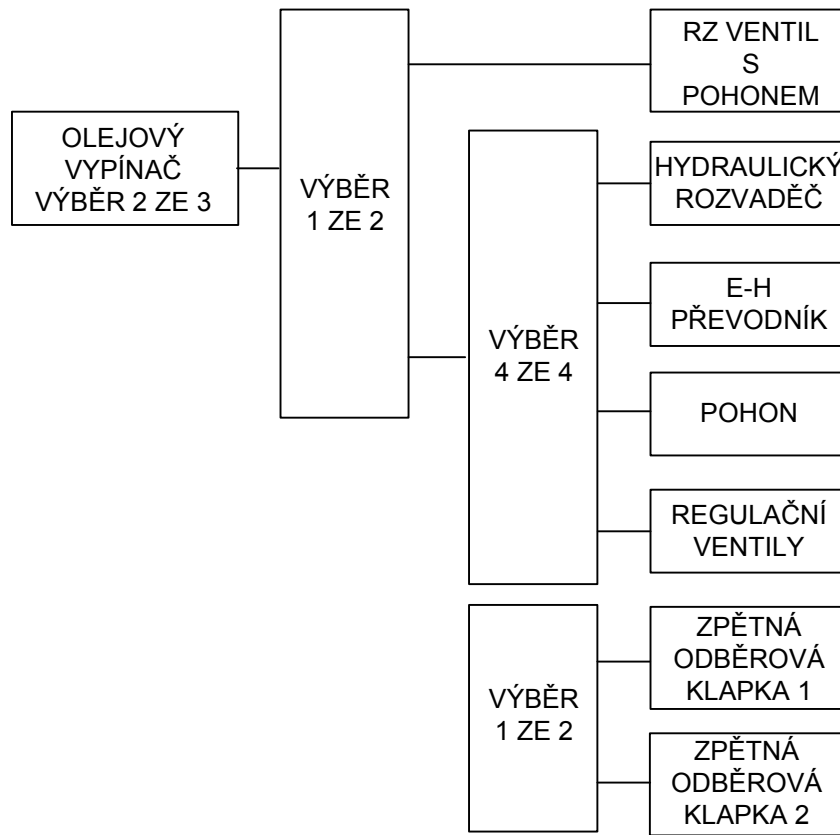 OLEJOVÝ
VYPÍNAČ
VÝBĚR 2 ZE 3
VÝBĚR
1 ZE 2
RZ VENTIL
S
POHONEM
VÝBĚR
4 ZE 4
HYDRAULICKÝ
ROZVADĚČ
E-H
PŘEVODNÍK
POHON
REGULAČNÍ
VENTILY
VÝBĚR
1 ZE 2
ZPĚTNÁ
ODBĚROVÁ
KLAPKA 1
ZPĚTNÁ
ODBĚROVÁ
KLAPKA 2